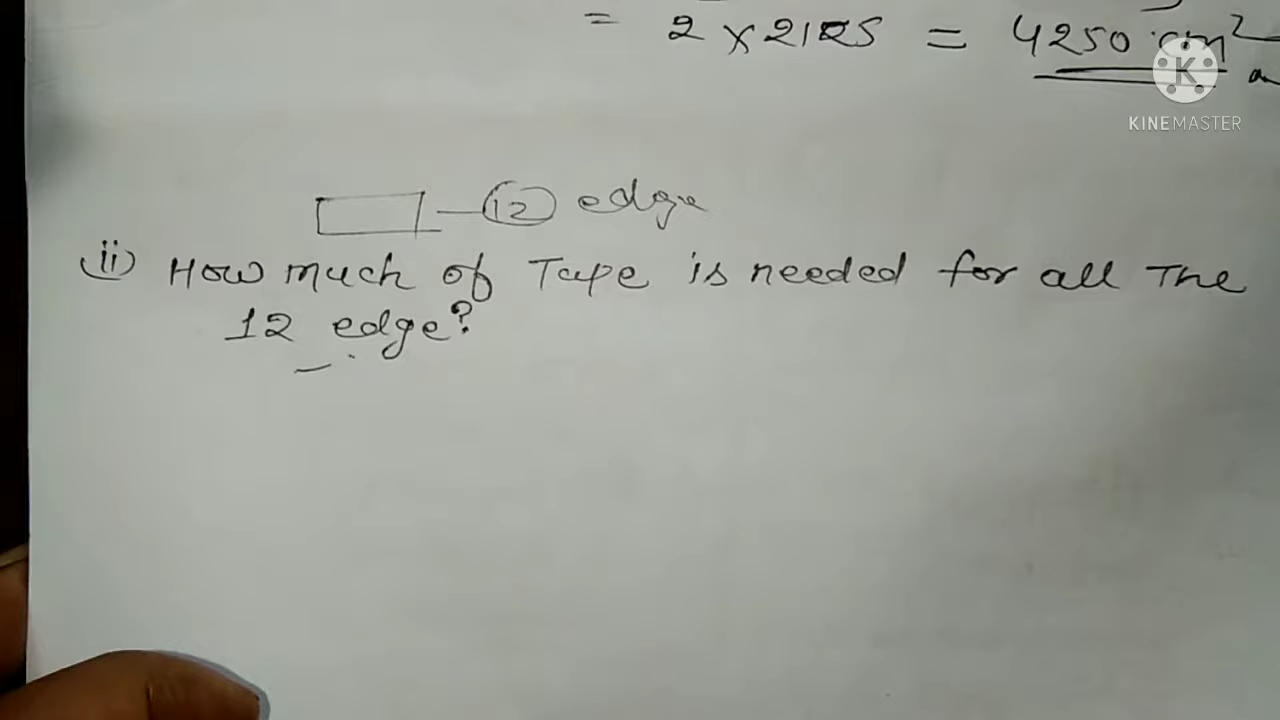 = 2 × 2125 = 4250 cm²
KINEMASTER
— 12 edge
(ii) How much of Tape is needed for all The
12 edge?